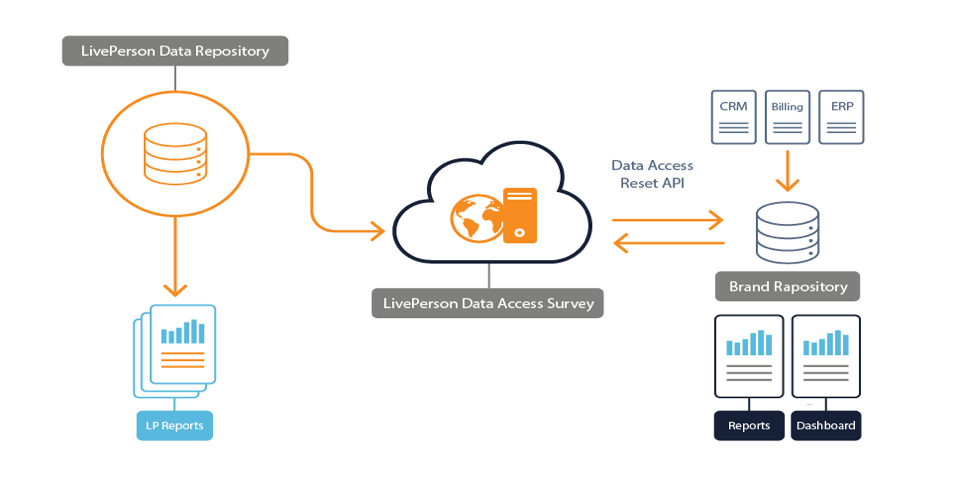 LivePerson Data Repository
CRM
Billing
ERP
Data Access
Reset API
LivePerson Data Access Survey
Brand Rapository
LP Reports
Reports
Dashboard